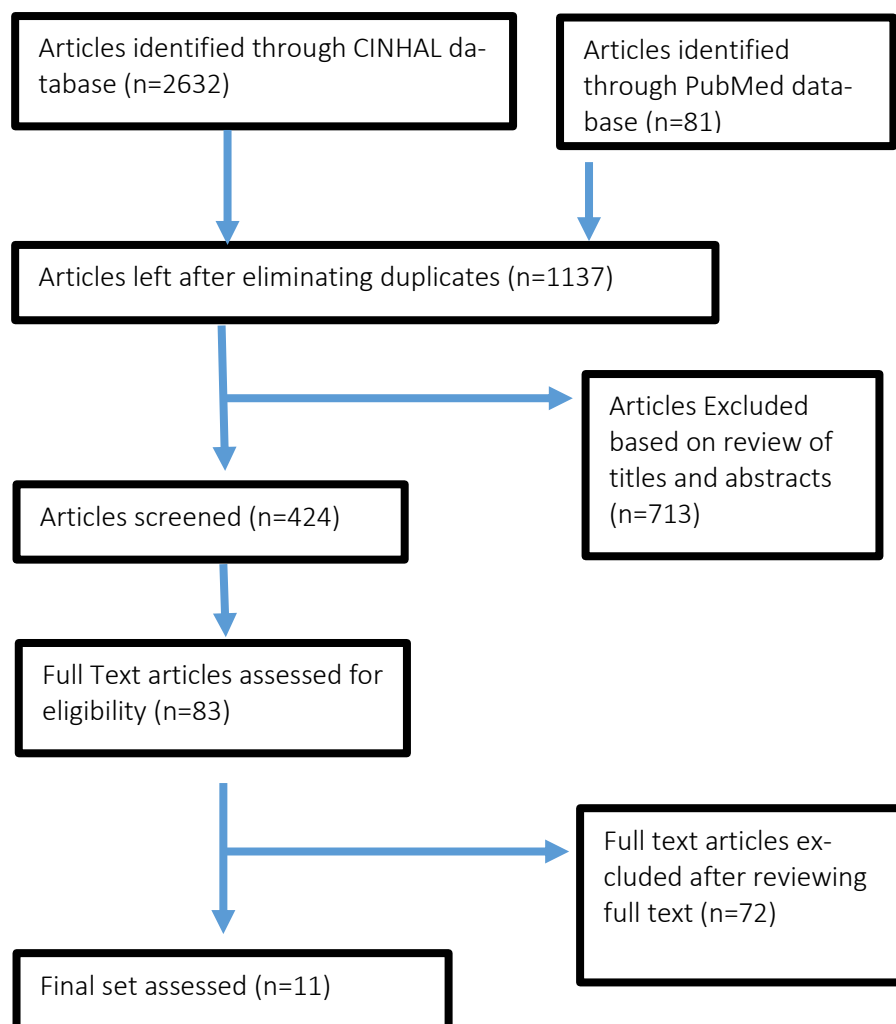 Articles identified through CINHAL da-
tabase (n=2632)
Articles identified
through PubMed data-
base (n=81)
Articles left after eliminating duplicates (n=1137)
Articles Excluded
based on review of
titles and abstracts
(n=713)
Articles screened (n=424)
Full Text articles assessed for
eligibility (n=83)
Full text articles ex-
cluded after reviewing
full text (n=72)
Final set assessed (n=11)